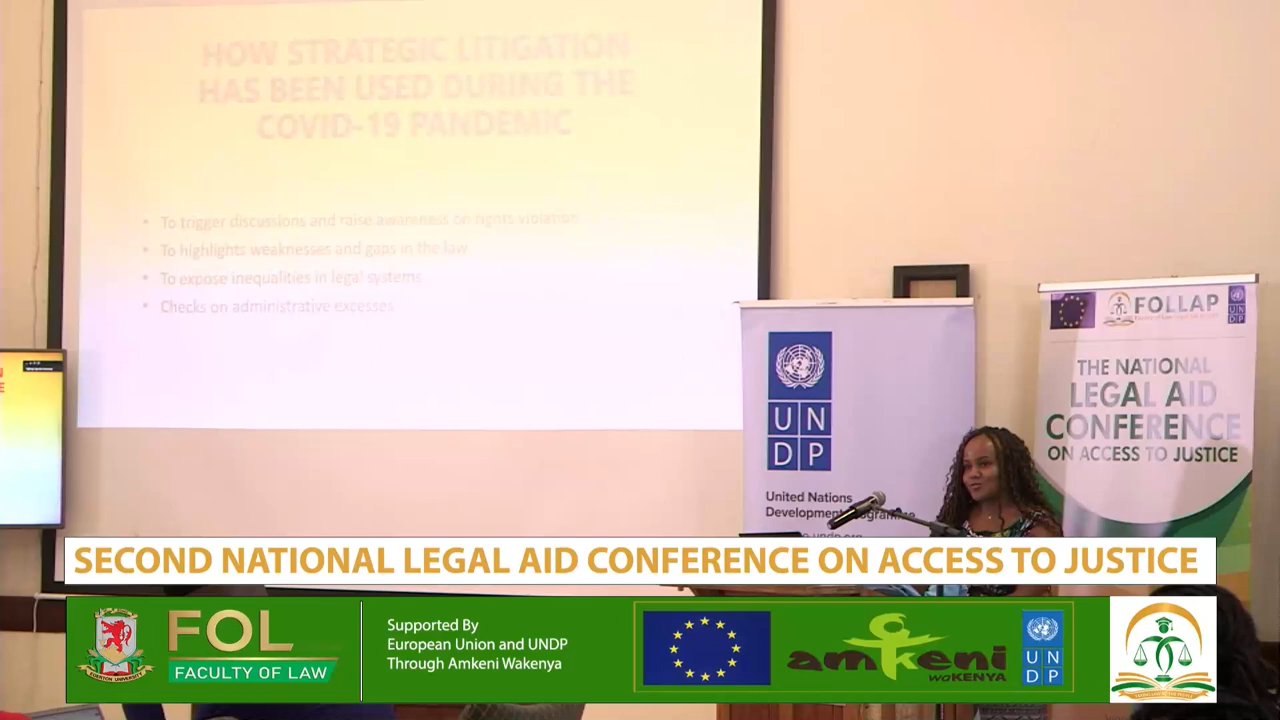 HOW STRATEGIC LITIGATION
HAS BEEN USED DURING THE
COVID-19 PANDEMIC
• To trigger discussions and raise awareness on rights violation
• To highlights weaknesses and gaps in the law
• To expose inequalities in legal systems
• Checks on administrative excesses
UN
DP
United Nations
Development
FOLLAP
UN
DP
THE NATIONAL
LEGAL AID
CONFERENCE
ON ACCESS TO JUSTICE
SECOND NATIONAL LEGAL AID CONFERENCE ON ACCESS TO JUSTICE
EGERTON UNIVERSITY
FOL
FACULTY OF LAW
Supported By
European Union and UNDP
Through Amkeni Wakenya
amkeni
waKENYA
UN
DP